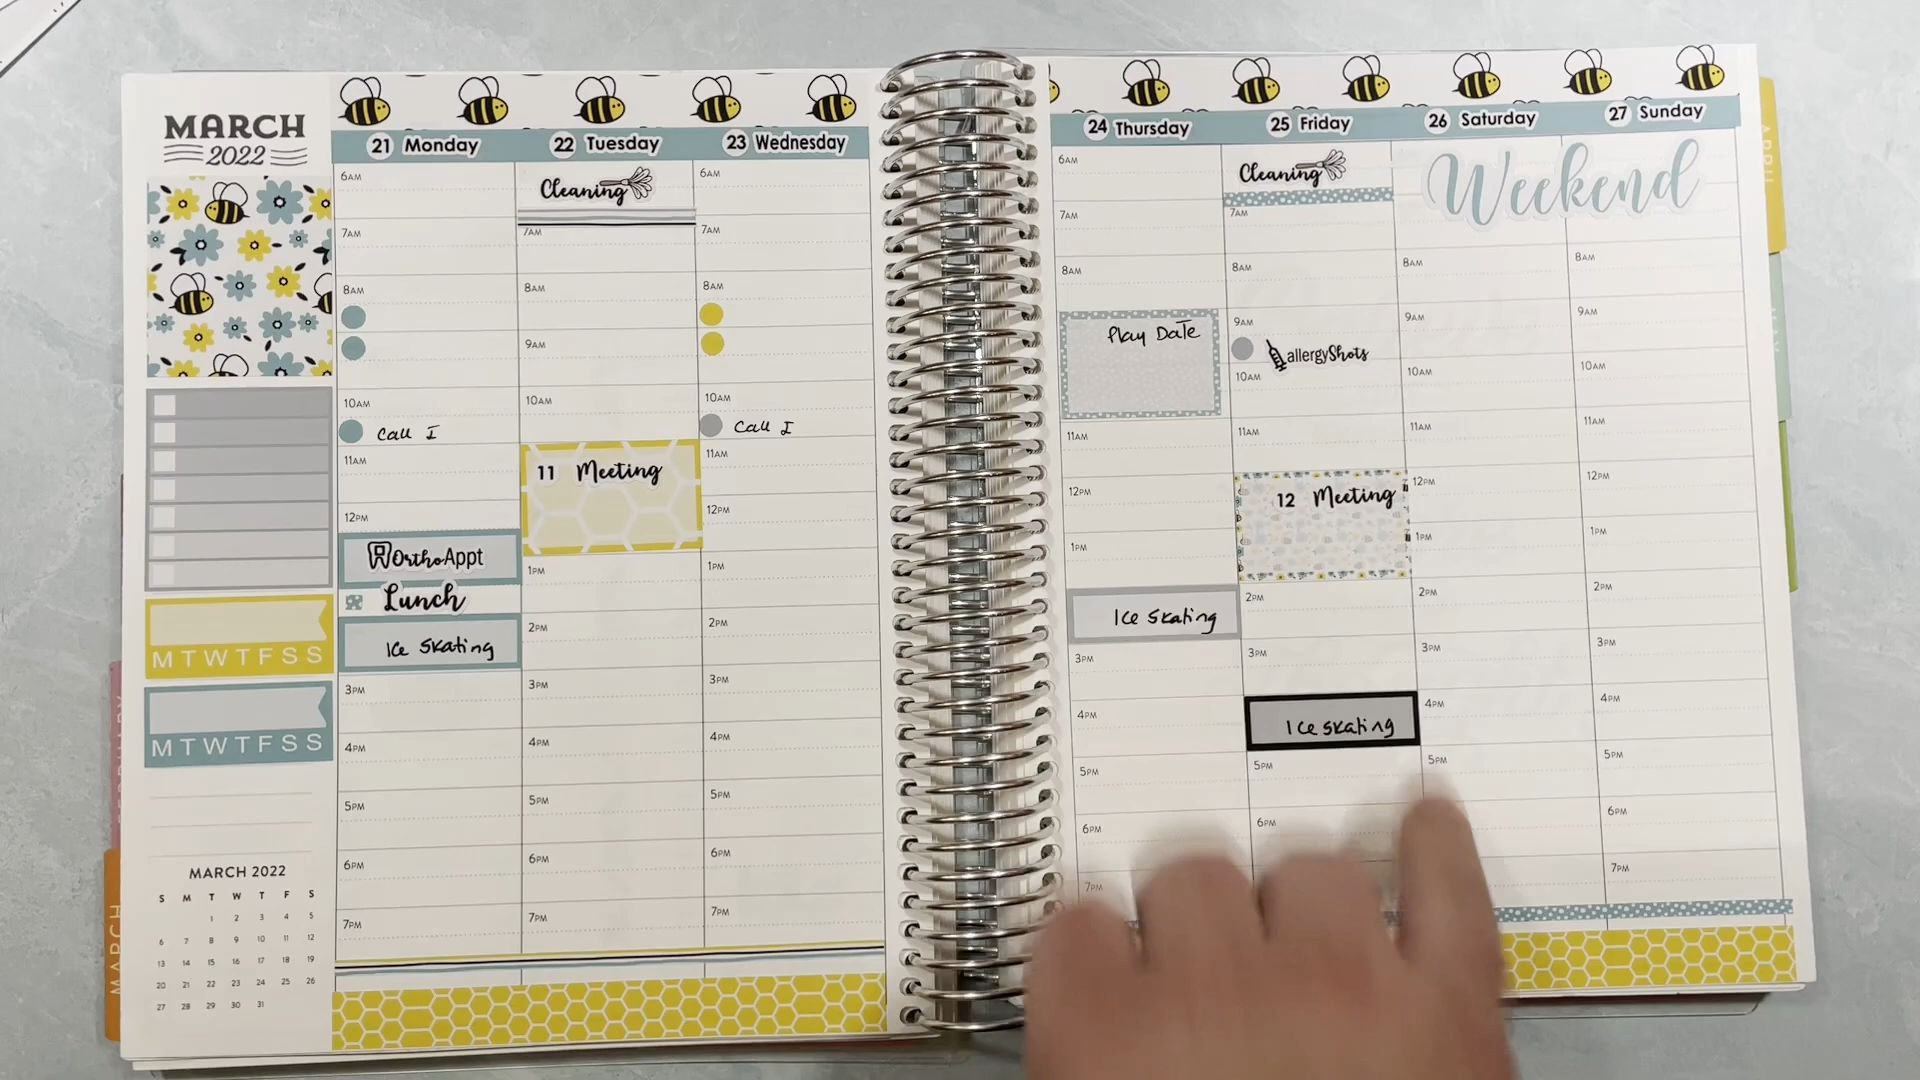 MARCH
2022
21 Monday
22 Tuesday
23 Wednesday
24 Thursday
25 Friday
26 Saturday
27 Sunday
6AM
7AM
8AM
10AM
Call I
11AM
12PM
OrthoAppt
Lunch
Ice Skating
3PM
4PM
5PM
6PM
7PM
Cleaning
7AM
8AM
9AM
10AM
11 Meeting
1PM
2PM
3PM
4PM
5PM
6PM
7PM
6AM
7AM
8AM
10AM
Call I
11AM
12PM
1PM
2PM
3PM
4PM
5PM
6PM
7PM
6AM
7AM
8AM
Play Date
11AM
12PM
1PM
Ice Skating
3PM
4PM
5PM
6PM
7PM
Cleaning
7AM
8AM
9AM
allergyShots
10AM
11AM
12 Meeting
2PM
3PM
Ice skating
5PM
6PM
Weekend
8AM
9AM
10AM
11AM
12PM
1PM
2PM
3PM
4PM
5PM
8AM
9AM
10AM
11AM
12PM
1PM
2PM
3PM
4PM
5PM
6PM
7PM
M T W T F S S
M T W T F S S
MARCH 2022
S M T W T F S
1 2 3 4 5
6 7 8 9 10 11 12
13 14 15 16 17 18 19
20 21 22 23 24 25 26
27 28 29 30 31
FEBRUARY
MARCH
APRIL